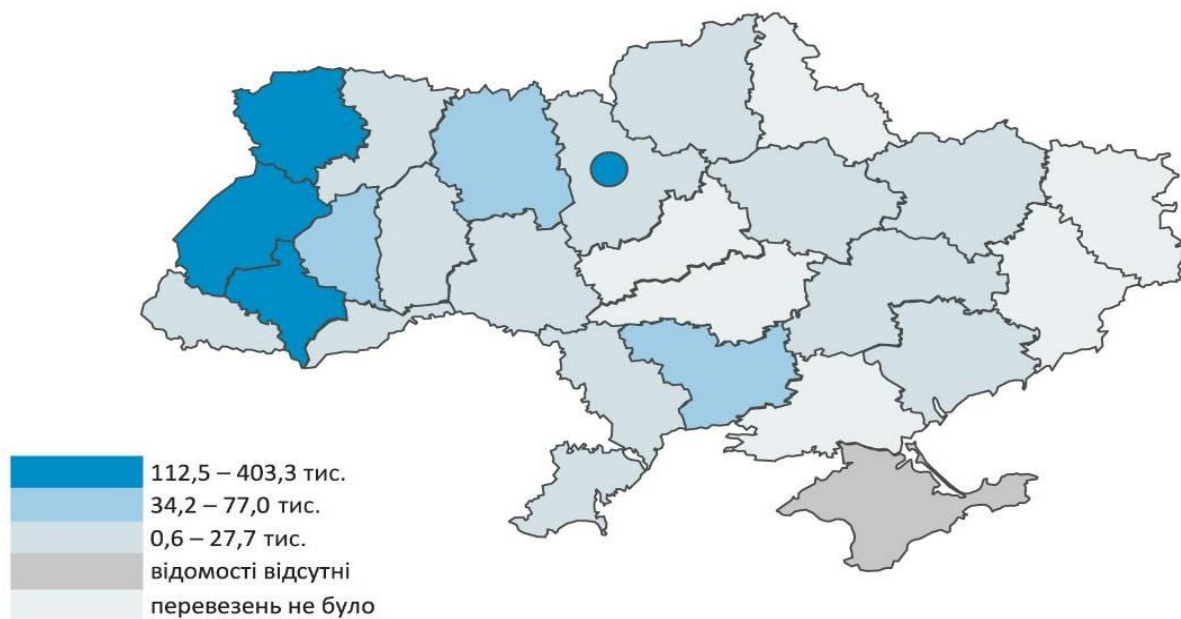 112,5 – 403,3 тис.
34,2 – 77,0 тис.
0,6 – 27,7 тис.
відомості відсутні
перевезень не було